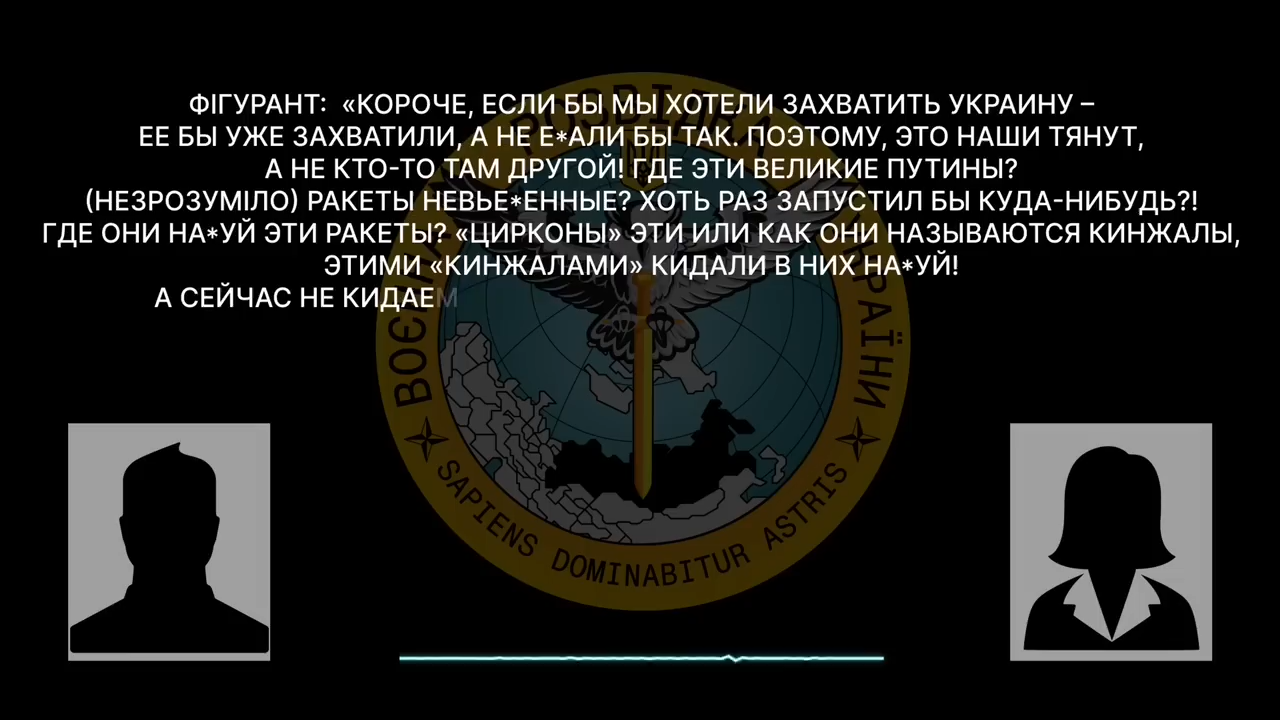 ФІГУРАНТ: «КОРОЧЕ, ЕСЛИ БЫ МЫ ХОТЕЛИ ЗАХВАТИТЬ УКРАИНУ –
ЕЕ БЫ УЖЕ ЗАХВАТИЛИ, А НЕ Е*АЛИ БЫ ТАК. ПОЭТОМУ, ЭТО НАШИ ТЯНУТ,
А НЕ КТО-ТО ТАМ ДРУГОЙ! ГДЕ ЭТИ ВЕЛИКИЕ ПУТИНЫ?
(НЕЗРОЗУМІЛО) РАКЕТЫ НЕВЬЕ*ЕННЫЕ? ХОТЬ РАЗ ЗАПУСТИЛ БЫ КУДА-НИБУДЬ?!
ГДЕ ОНИ НА*УЙ ЭТИ РАКЕТЫ? «ЦИРКОНЫ» ЭТИ ИЛИ КАК ОНИ НАЗЫВАЮТСЯ КИНЖАЛЫ,
ЭТИМИ «КИНЖАЛАМИ» КИДАЛИ В НИХ НА*УЙ!
А СЕЙЧАС НЕ КИДАЕМ
ВОЄННА РОЗВІДКА УКРАЇНИ
SAPIENS DOMINABITUR ASTRIS